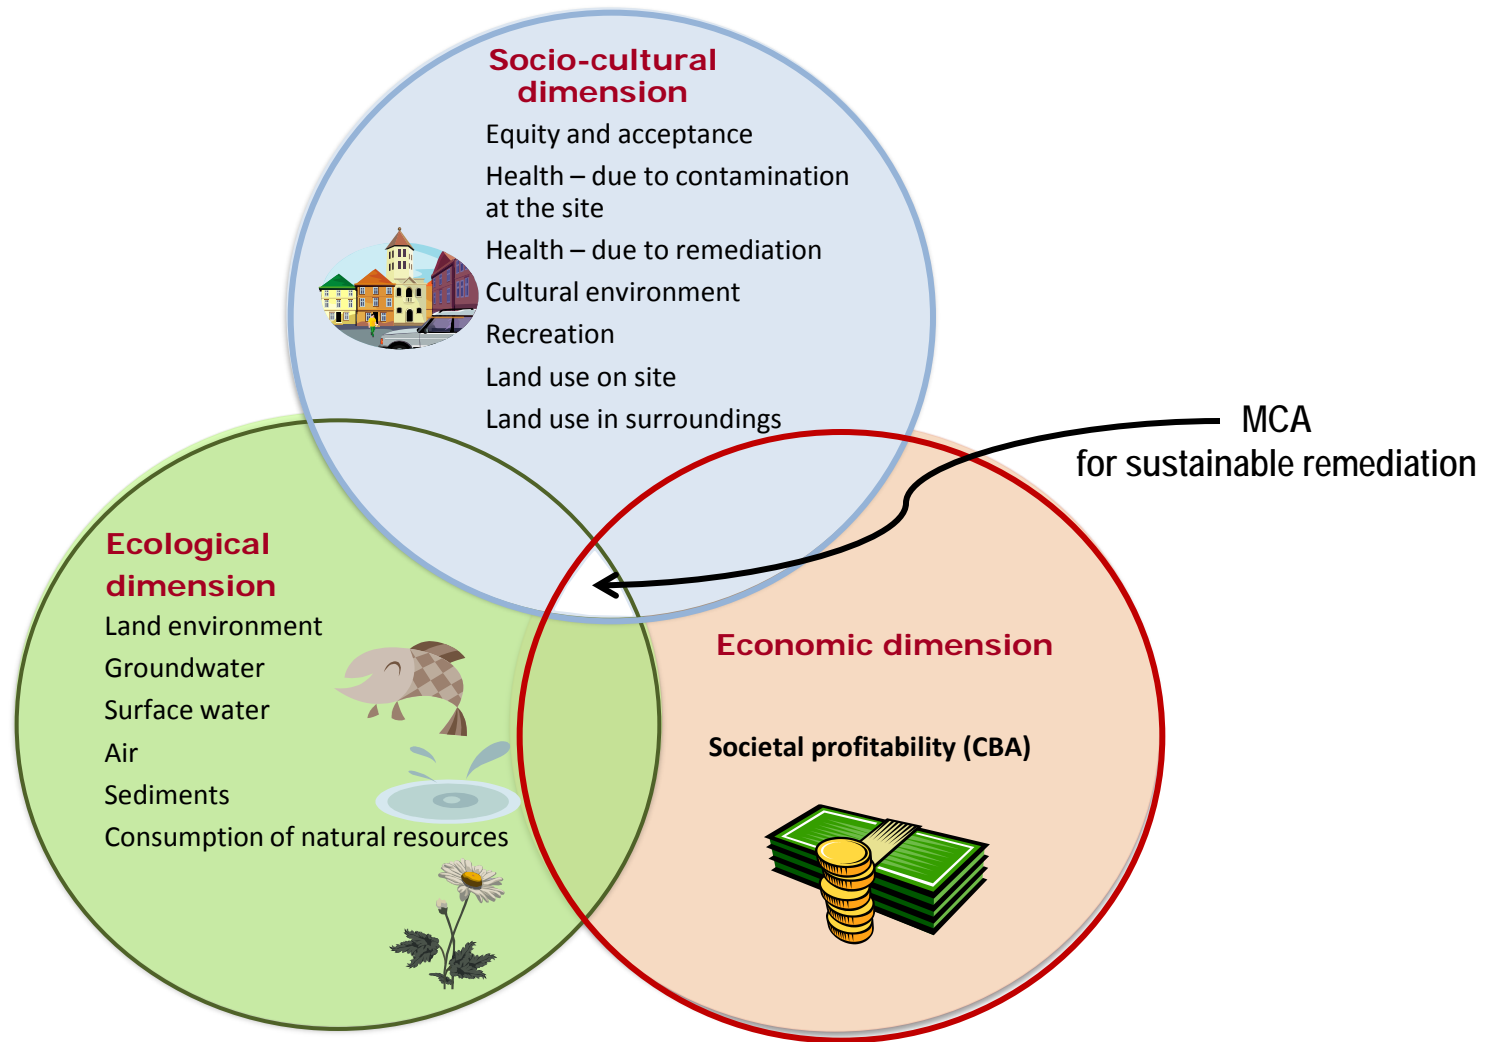 Socio-cultural
dimension
Equity and acceptance
Health – due to contamination
at the site
Health – due to remediation
Cultural environment
Recreation
Land use on site
Land use in surroundings
MCA
for sustainable remediation
Ecological
dimension
Land environment
Groundwater
Surface water
Air
Sediments
Consumption of natural resources
Economic dimension
Societal profitability (CBA)